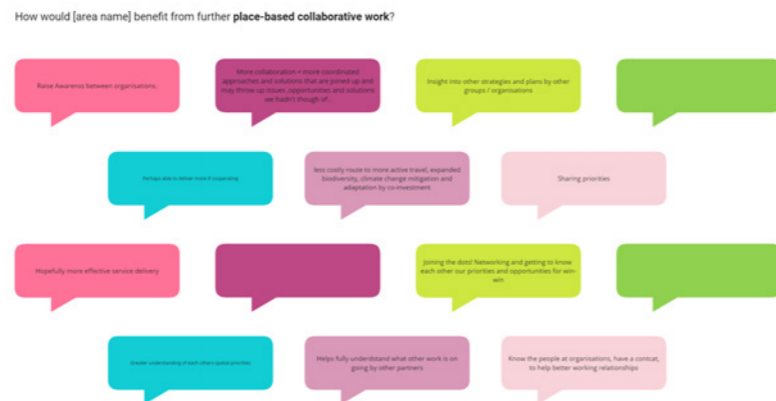 How would [area name] benefit from further place-based collaborative work?
Raise Awareness between organisations.
More collaboration = more coordinated
approaches and solutions that are joined up and
may throw up issues, opportunities and solutions
we hadn't though of.
Insight into other strategies and plans by other
groups / organisations
Perhaps able to deliver more if cooperating
less costly route to more active travel, expanded
biodiversity, climate change mitigation and
adaptation by co-investment
Sharing priorities
Hopefully more effective service delivery
Joining the dots! Networking and getting to know
each other our priorities and opportunities for win-
win
Greater understanding of each others spatial priorities
Helps fully underdstand what other work is on
going by other partners
Know the people at organisations, have a contcat,
to help better working relationships